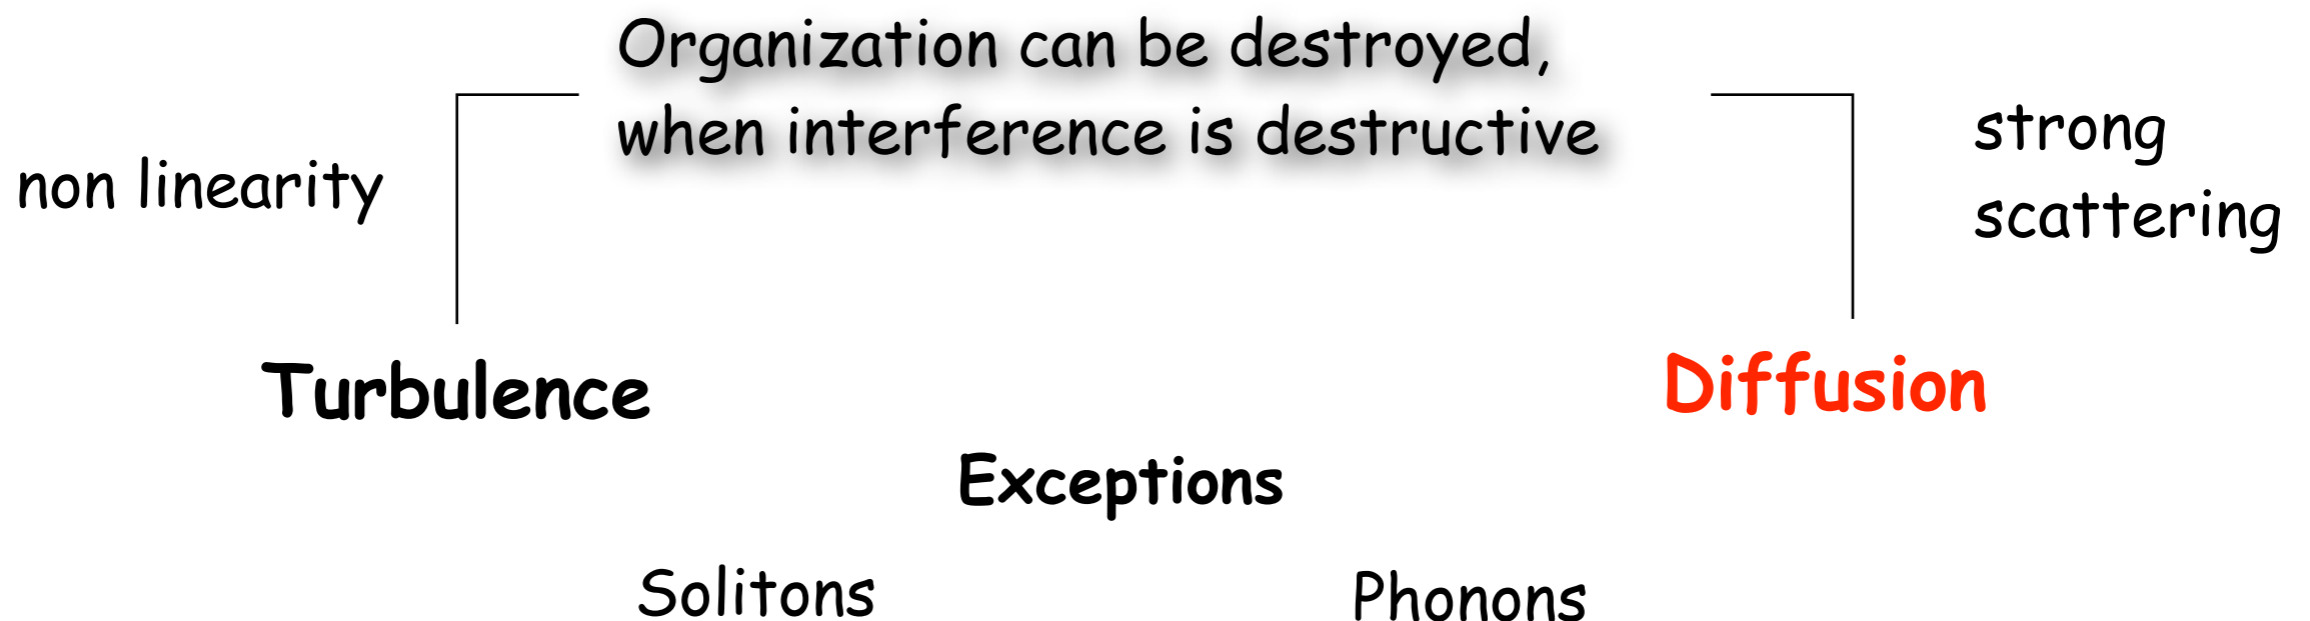 Organization can be destroyed,
when interference is destructive
non linearity
strong
scattering
Turbulence
Diffusion
Exceptions
Solitons
Phonons